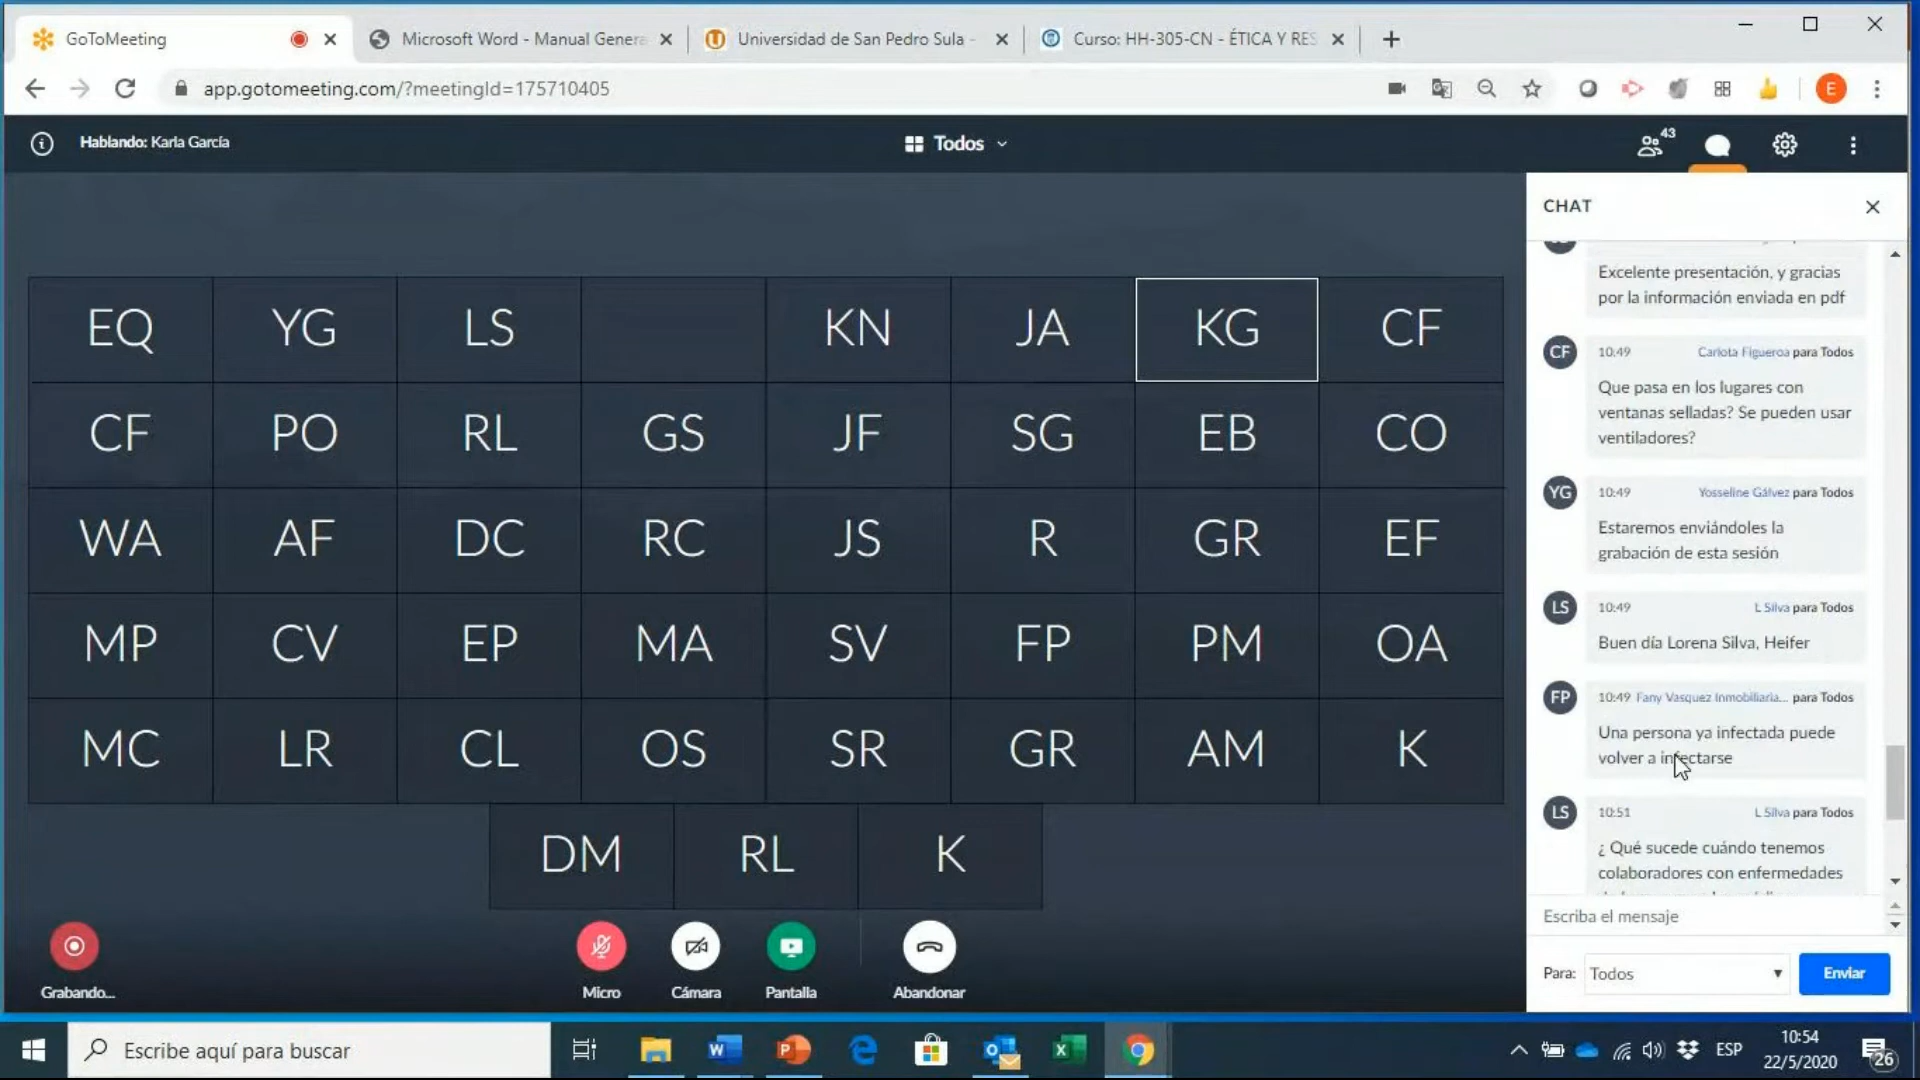 GoToMeeting
Microsoft Word - Manual Genera
Universidad de San Pedro Sula -
Curso: HH-305-CN - ÉTICA Y RES
app.gotomeeting.com/?meetingId=175710405
E
Hablando: Karla García
Todos
43
CHAT
EQ YG LS KN JA KG CF
CF PO RL GS JF SG EB CO
WA AF DC RC JS R GR EF
MP CV EP MA SV FP PM OA
MC LR CL OS SR GR AM K
DM RL K
Excelente presentación, y gracias
por la información enviada en pdf
CF 10:49 Carlota Figueroa para Todos
Que pasa en los lugares con
ventanas selladas? Se pueden usar
ventiladores?
YG 10:49 Yosseline Gálvez para Todos
Estaremos enviándoles la
grabación de esta sesión
LS 10:49 L Silva para Todos
Buen día Lorena Silva, Heifer
FP 10:49 Fany Vasquez Inmobiliaria... para Todos
Una persona ya infectada puede
volver a infectarse
LS 10:51 L Silva para Todos
¿ Qué sucede cuándo tenemos
colaboradores con enfermedades
Escriba el mensaje
Para: Todos Enviar
Grabando...
Micro
Cámara
Pantalla
Abandonar
Escribe aquí para buscar
ESP
10:54
22/5/2020
26